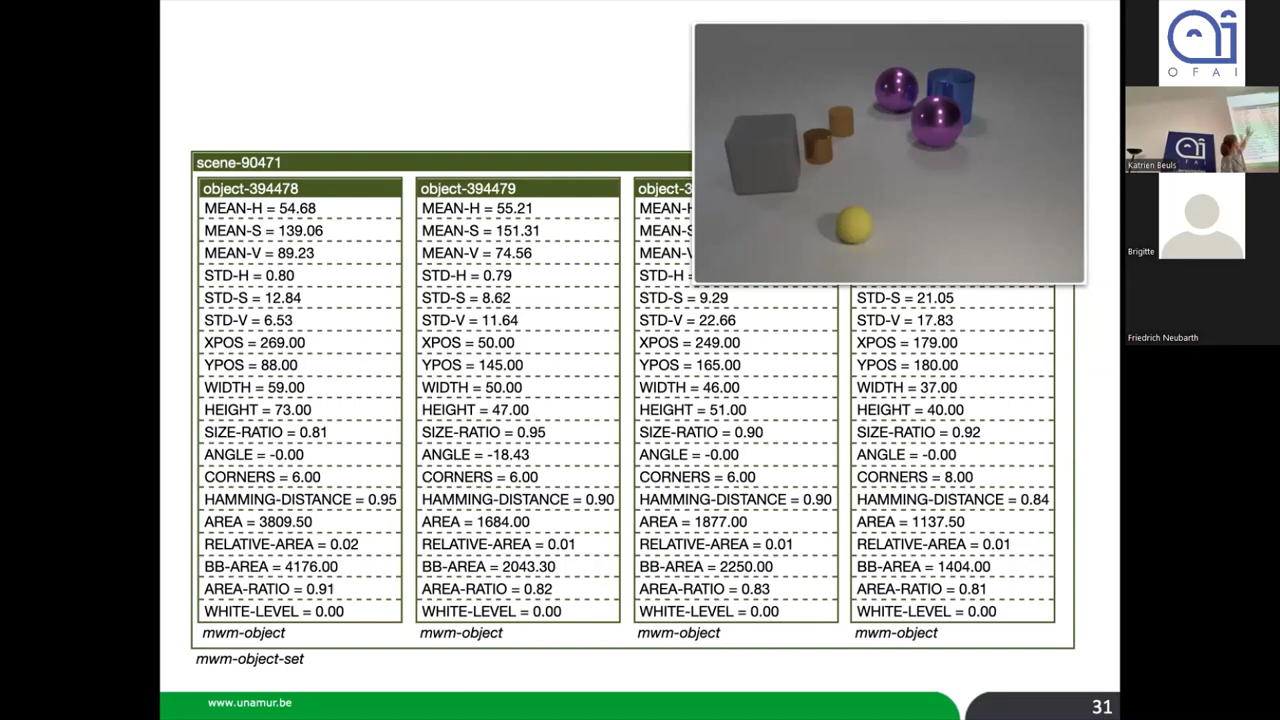 scene-90471
object-394478
MEAN-H = 54.68
MEAN-S = 139.06
MEAN-V = 89.23
STD-H = 0.80
STD-S = 12.84
STD-V = 6.53
XPOS = 269.00
YPOS = 88.00
WIDTH = 59.00
HEIGHT = 73.00
SIZE-RATIO = 0.81
ANGLE = -0.00
CORNERS = 6.00
HAMMING-DISTANCE = 0.95
AREA = 3809.50
RELATIVE-AREA = 0.02
BB-AREA = 4176.00
AREA-RATIO = 0.91
WHITE-LEVEL = 0.00
mwm-object
object-394479
MEAN-H = 55.21
MEAN-S = 151.31
MEAN-V = 74.56
STD-H = 0.79
STD-S = 8.62
STD-V = 11.64
XPOS = 50.00
YPOS = 145.00
WIDTH = 50.00
HEIGHT = 47.00
SIZE-RATIO = 0.95
ANGLE = -18.43
CORNERS = 6.00
HAMMING-DISTANCE = 0.90
AREA = 1684.00
RELATIVE-AREA = 0.01
BB-AREA = 2043.30
AREA-RATIO = 0.82
WHITE-LEVEL = 0.00
mwm-object
object-3
MEAN-H
MEAN-S
MEAN-V
STD-H =
STD-S = 9.29
STD-V = 22.66
XPOS = 249.00
YPOS = 165.00
WIDTH = 46.00
HEIGHT = 51.00
SIZE-RATIO = 0.90
ANGLE = -0.00
CORNERS = 6.00
HAMMING-DISTANCE = 0.90
AREA = 1877.00
RELATIVE-AREA = 0.01
BB-AREA = 2250.00
AREA-RATIO = 0.83
WHITE-LEVEL = 0.00
mwm-object
STD-S = 21.05
STD-V = 17.83
XPOS = 179.00
YPOS = 180.00
WIDTH = 37.00
HEIGHT = 40.00
SIZE-RATIO = 0.92
ANGLE = -0.00
CORNERS = 8.00
HAMMING-DISTANCE = 0.84
AREA = 1137.50
RELATIVE-AREA = 0.01
BB-AREA = 1404.00
AREA-RATIO = 0.81
WHITE-LEVEL = 0.00
mwm-object
mwm-object-set
www.unamur.be
31
OFAI
Katrien Beuls
Brigitte
Friedrich Neubarth